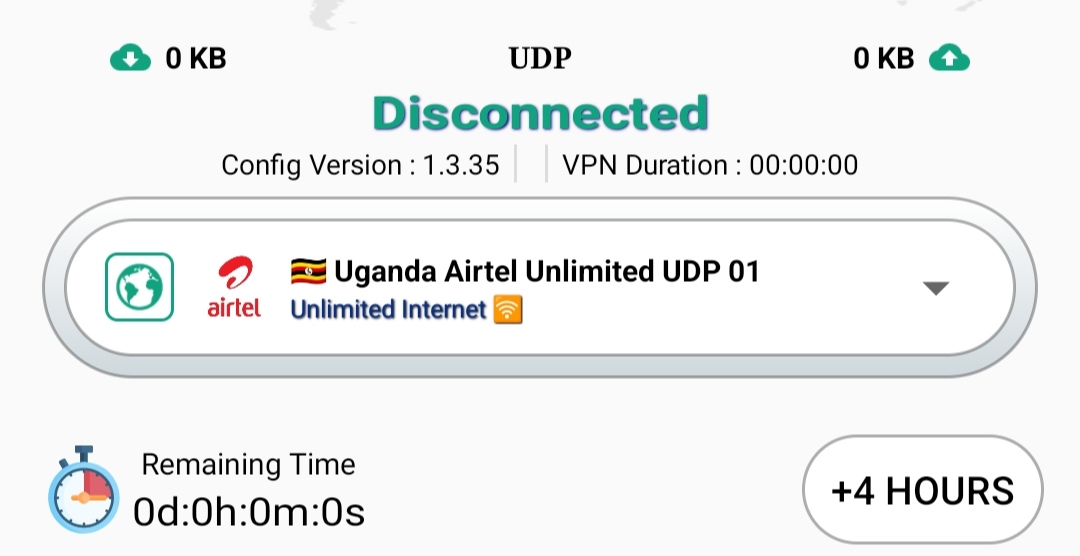 0 KB UDP 0 KB
Disconnected
Config Version : 1.3.35 VPN Duration : 00:00:00
airtel 🇺🇬 Uganda Airtel Unlimited UDP 01
Unlimited Internet 🛜
Remaining Time
0d:0h:0m:0s
+4 HOURS